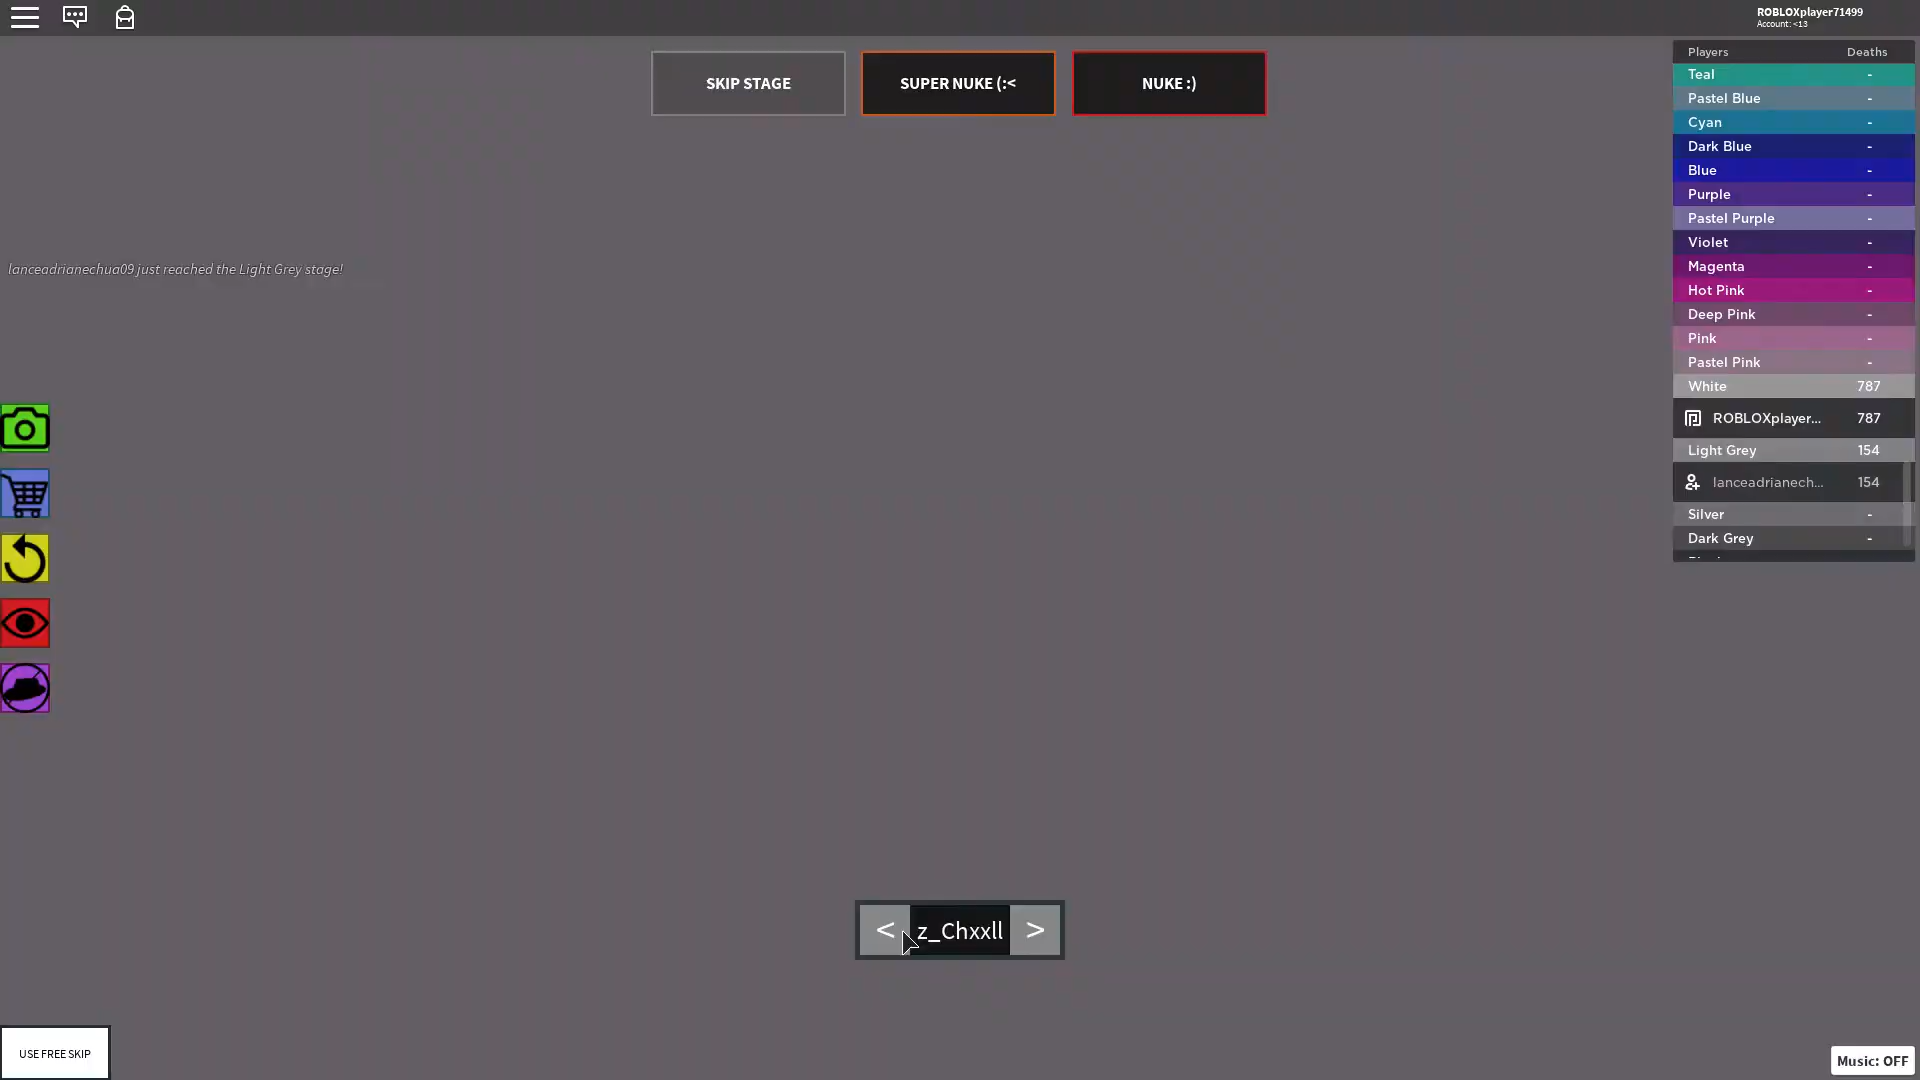 ROBLOXplayer71499
Account: <13
SKIP STAGE
SUPER NUKE (:<
NUKE :)
Players Deaths
Teal -
Pastel Blue -
Cyan -
Dark Blue -
Blue -
Purple -
Pastel Purple -
Violet -
Magenta -
Hot Pink -
Deep Pink -
Pink -
Pastel Pink -
White 787
ROBLOXplayer... 787
Light Grey 154
lanceadrianech... 154
Silver -
Dark Grey -
lanceadrianechua09 just reached the Light Grey stage!
< z_Chxxll >
USE FREE SKIP
Music: OFF